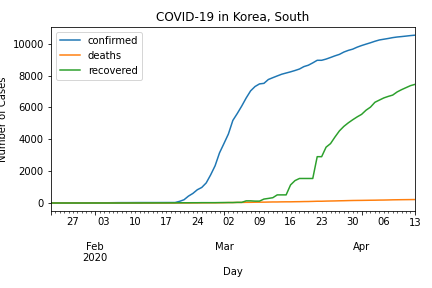 COVID-19 in Korea, South
confirmed
deaths
recovered
10000
8000
6000
4000
2000
0
Number of Cases
27 03 10 17 24 02 09 16 23 30 06 13
Feb Mar Apr
2020
Day